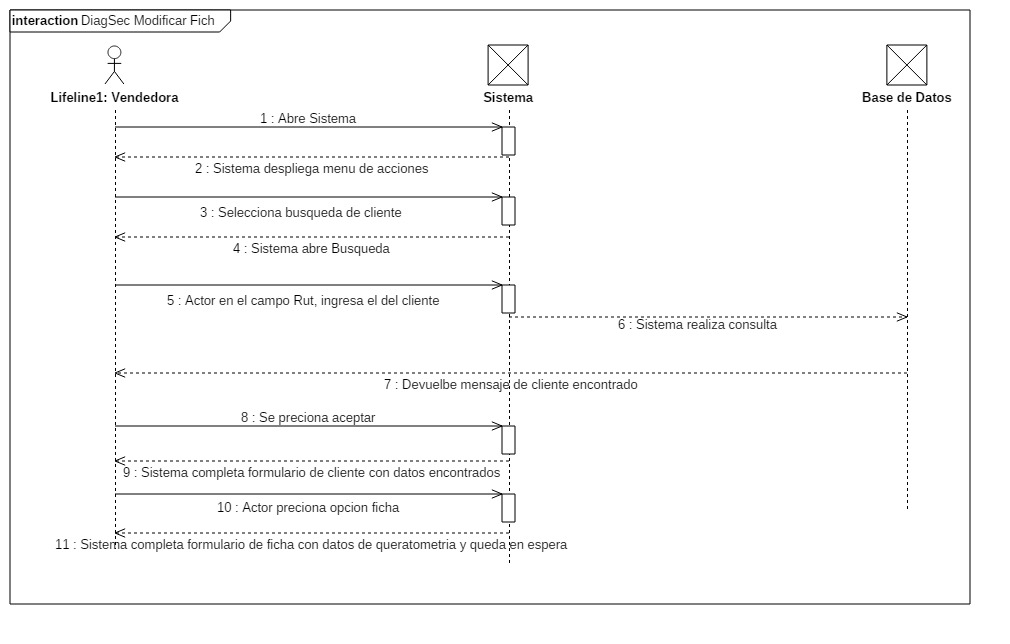 interaction DiagSec Modificar Fich
Lifeline1: Vendedora
Sistema
Base de Datos
1 : Abre Sistema
2 : Sistema despliega menu de acciones
3 : Selecciona busqueda de cliente
4 : Sistema abre Busqueda
5 : Actor en el campo Rut, ingresa el del cliente
6 : Sistema realiza consulta
7 : Devuelbe mensaje de cliente encontrado
8 : Se preciona aceptar
9 : Sistema completa formulario de cliente con datos encontrados
10 : Actor preciona opcion ficha
11 : Sistema completa formulario de ficha con datos de queratometria y queda en espera